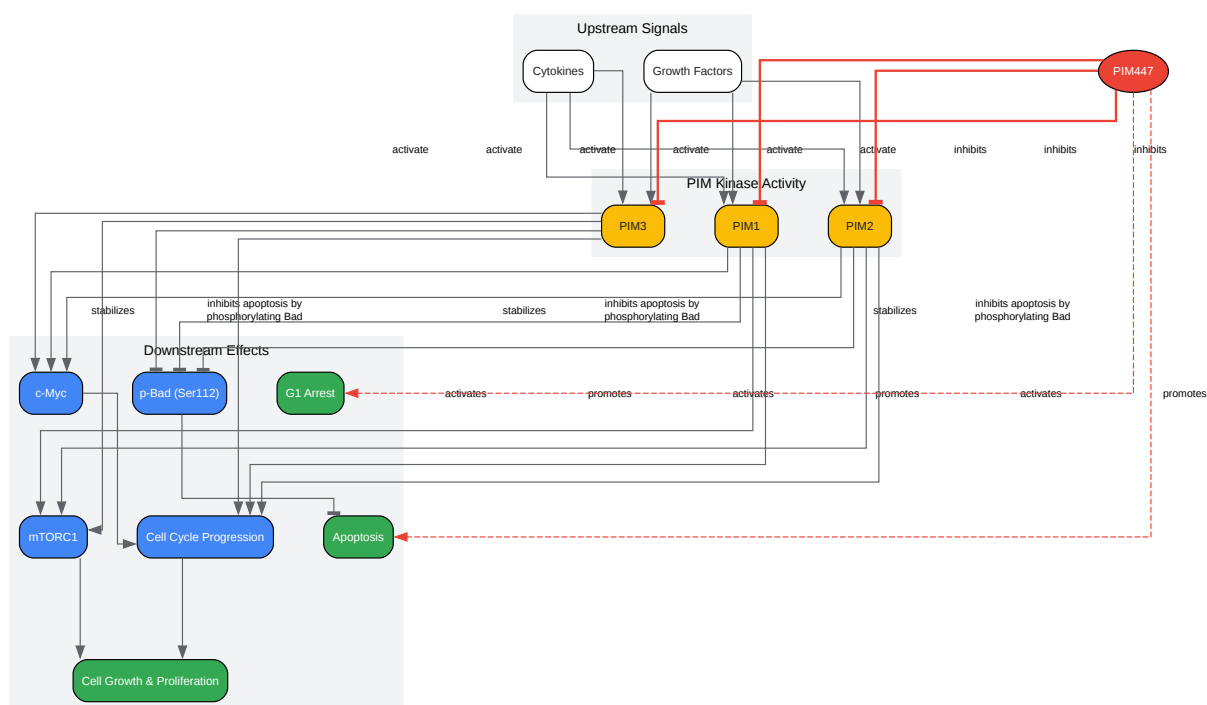 Upstream Signals
Cytokines
Growth Factors
PIM447
activate
activate
activate
activate
activate
activate
inhibits
inhibits
inhibits
PIM Kinase Activity
PIM3
PIM1
PIM2
stabilizes
inhibits apoptosis by
phosphorylating Bad
stabilizes
inhibits apoptosis by
phosphorylating Bad
stabilizes
inhibits apoptosis by
phosphorylating Bad
Downstream Effects
c-Myc
p-Bad (Ser112)
G1 Arrest
activates
promotes
activates
promotes
activates
promotes
mTORC1
Cell Cycle Progression
Apoptosis
Cell Growth & Proliferation